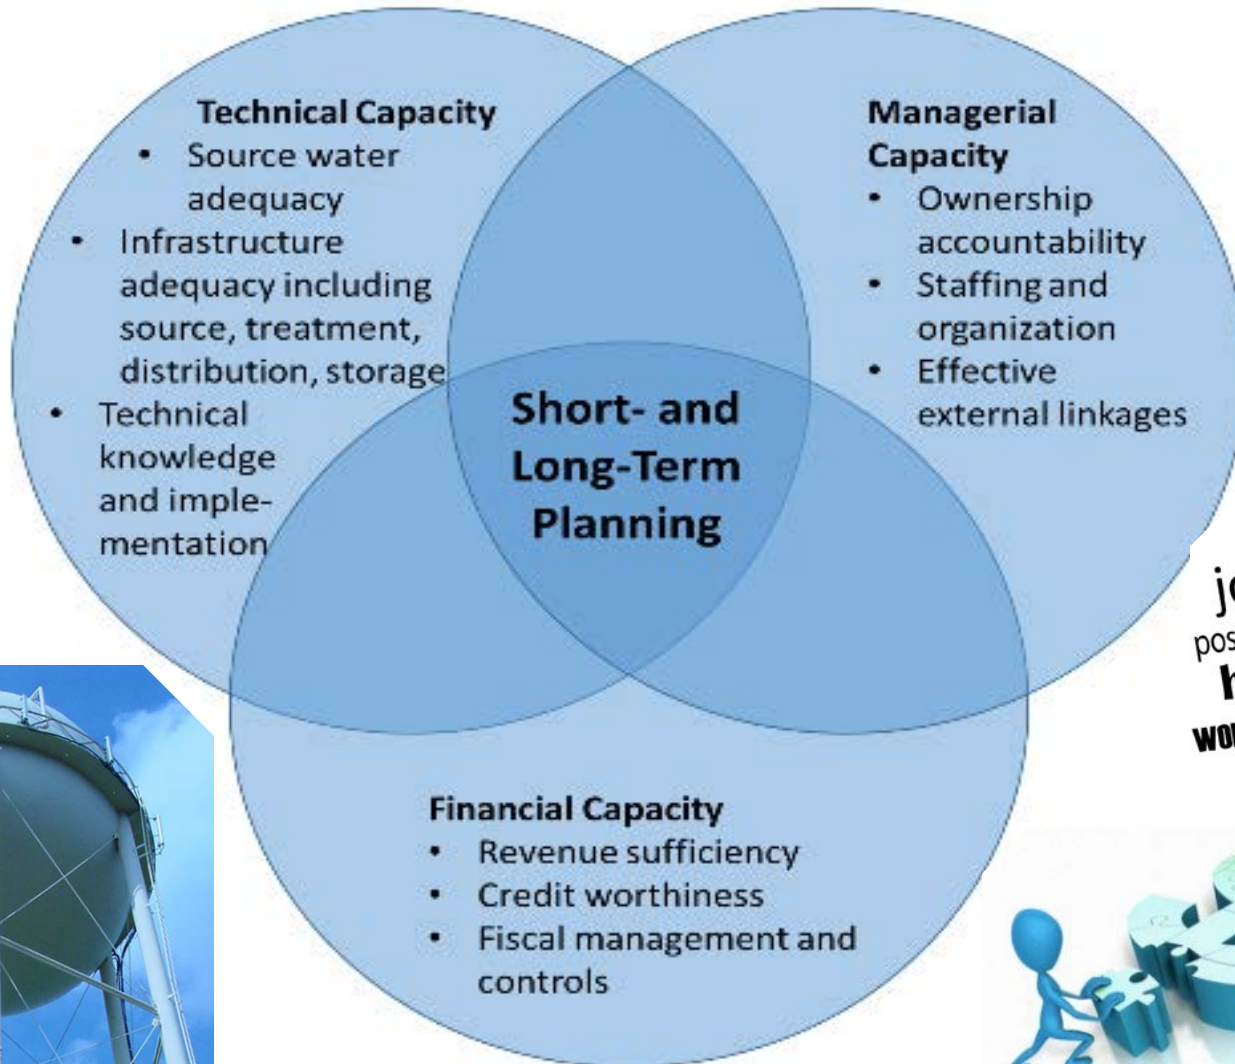 Technical Capacity
• Source water
adequacy
• Infrastructure
adequacy including
source, treatment,
distribution, storage
• Technical
knowledge
and imple-
mentation
Managerial
Capacity
• Ownership
accountability
• Staffing and
organization
• Effective
external linkages
Short- and
Long-Term
Planning
Financial Capacity
• Revenue sufficiency
• Credit worthiness
• Fiscal management and
controls